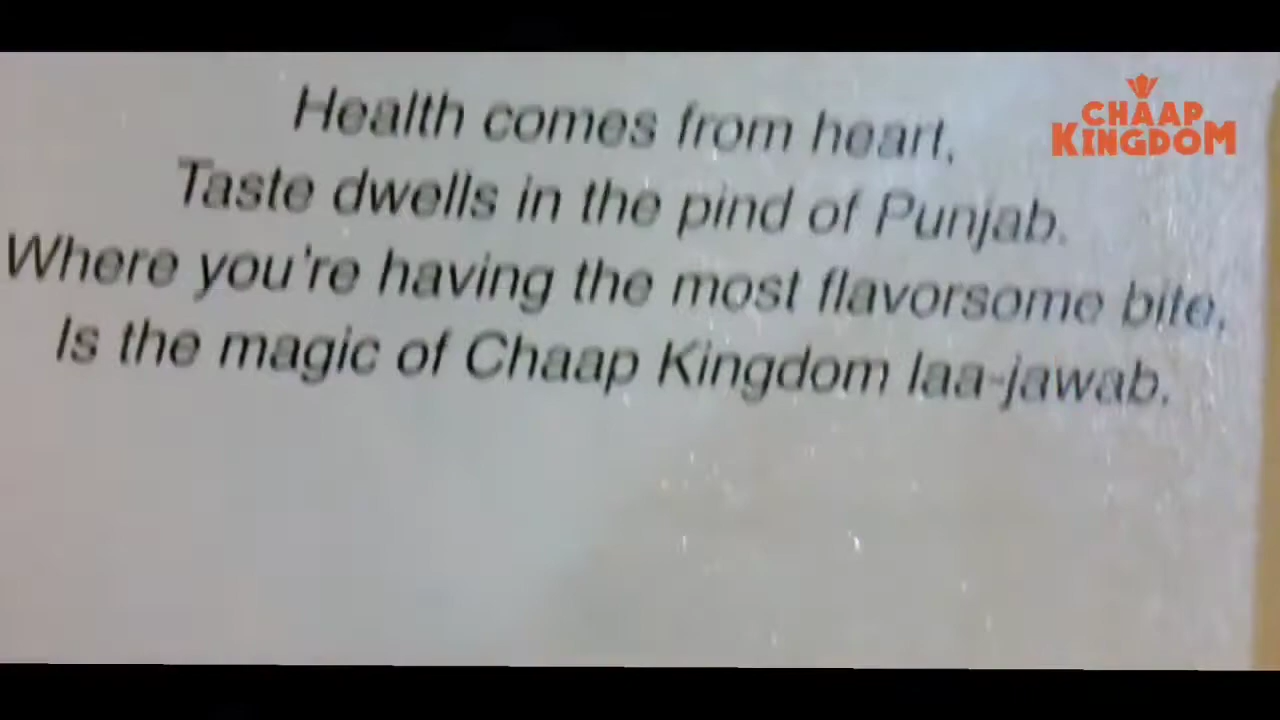 Health comes from heart,
Taste dwells in the pind of Punjab.
Where you're having the most flavorsome bite,
Is the magic of Chaap Kingdom laa-jawab.
CHAAP
KINGDOM